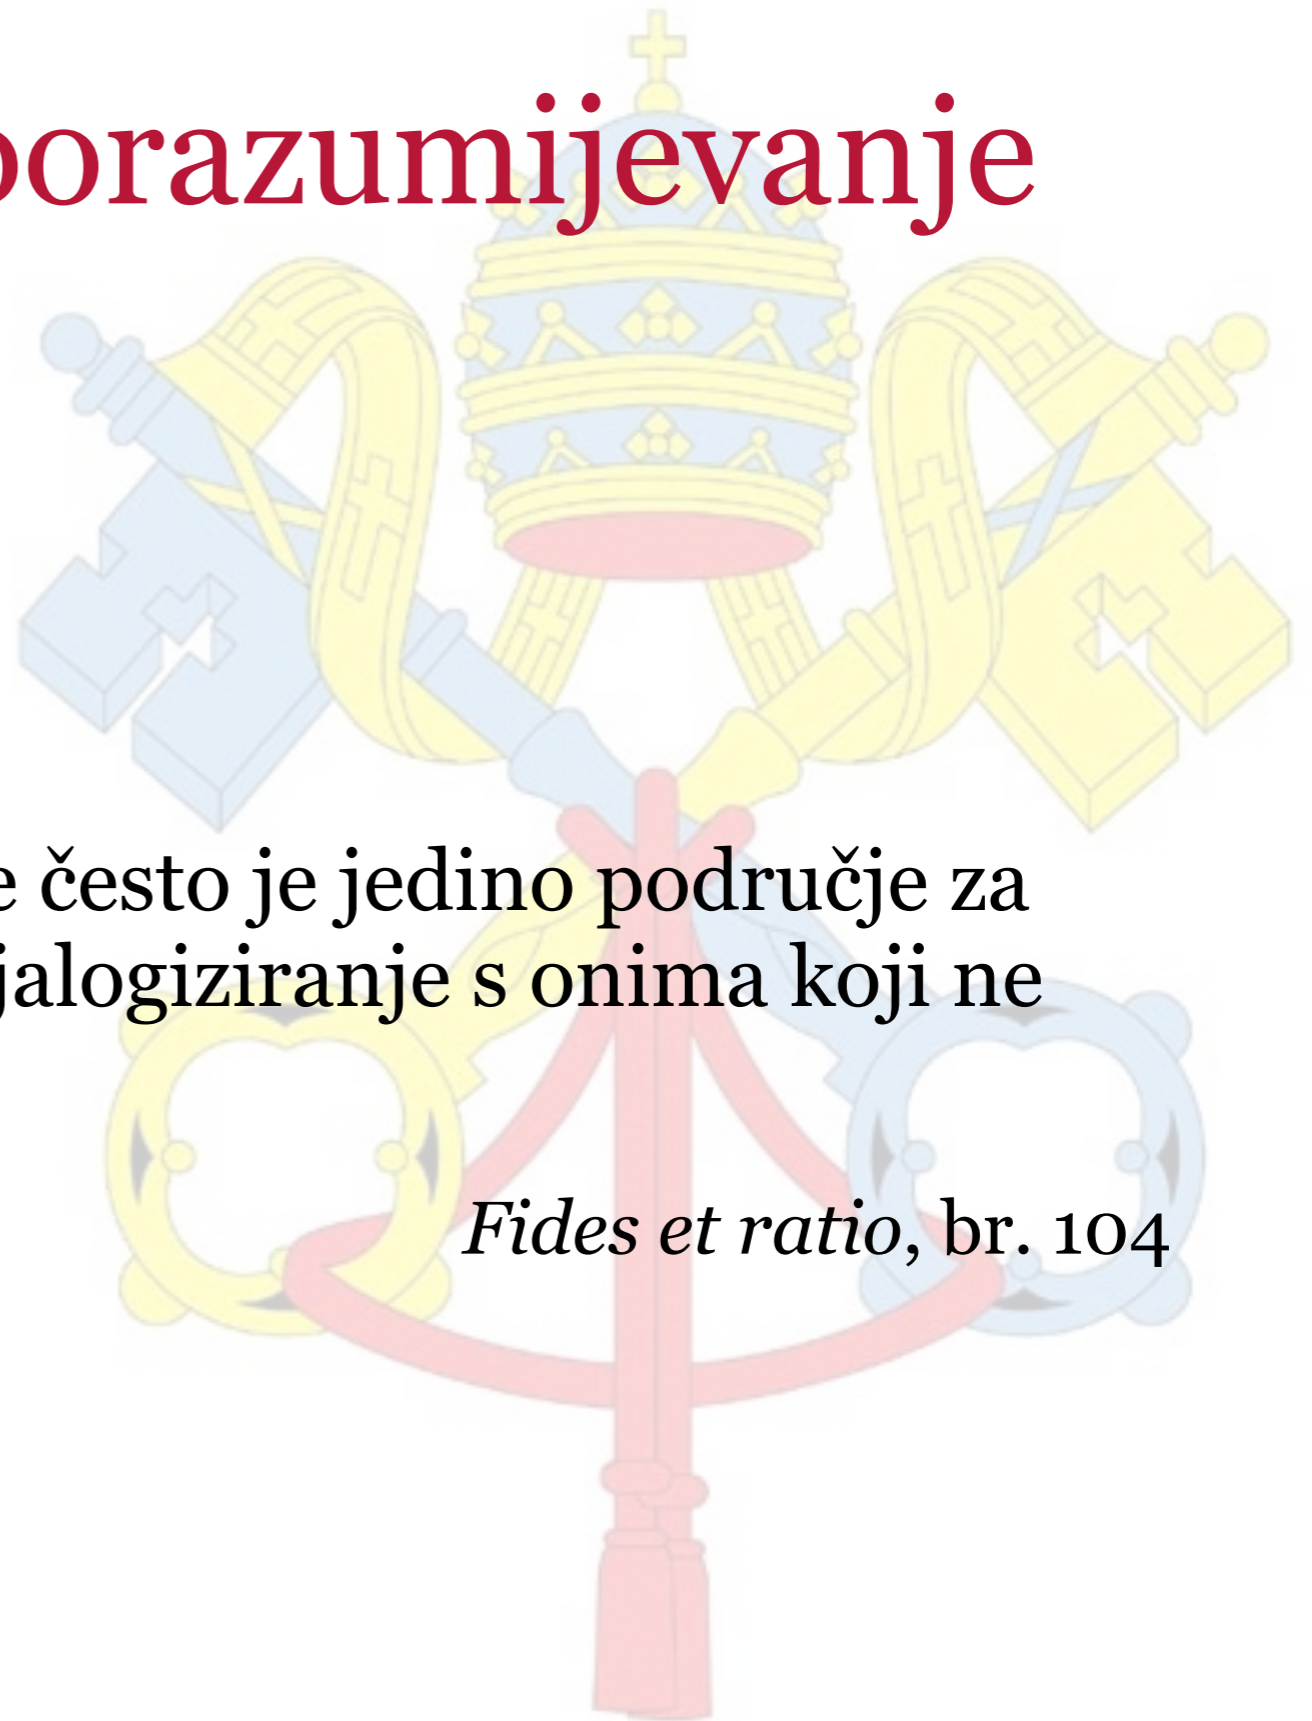 porazumijevanje
e često je jedino područje za
jalogiziranje s onima koji ne
Fides et ratio, br. 104